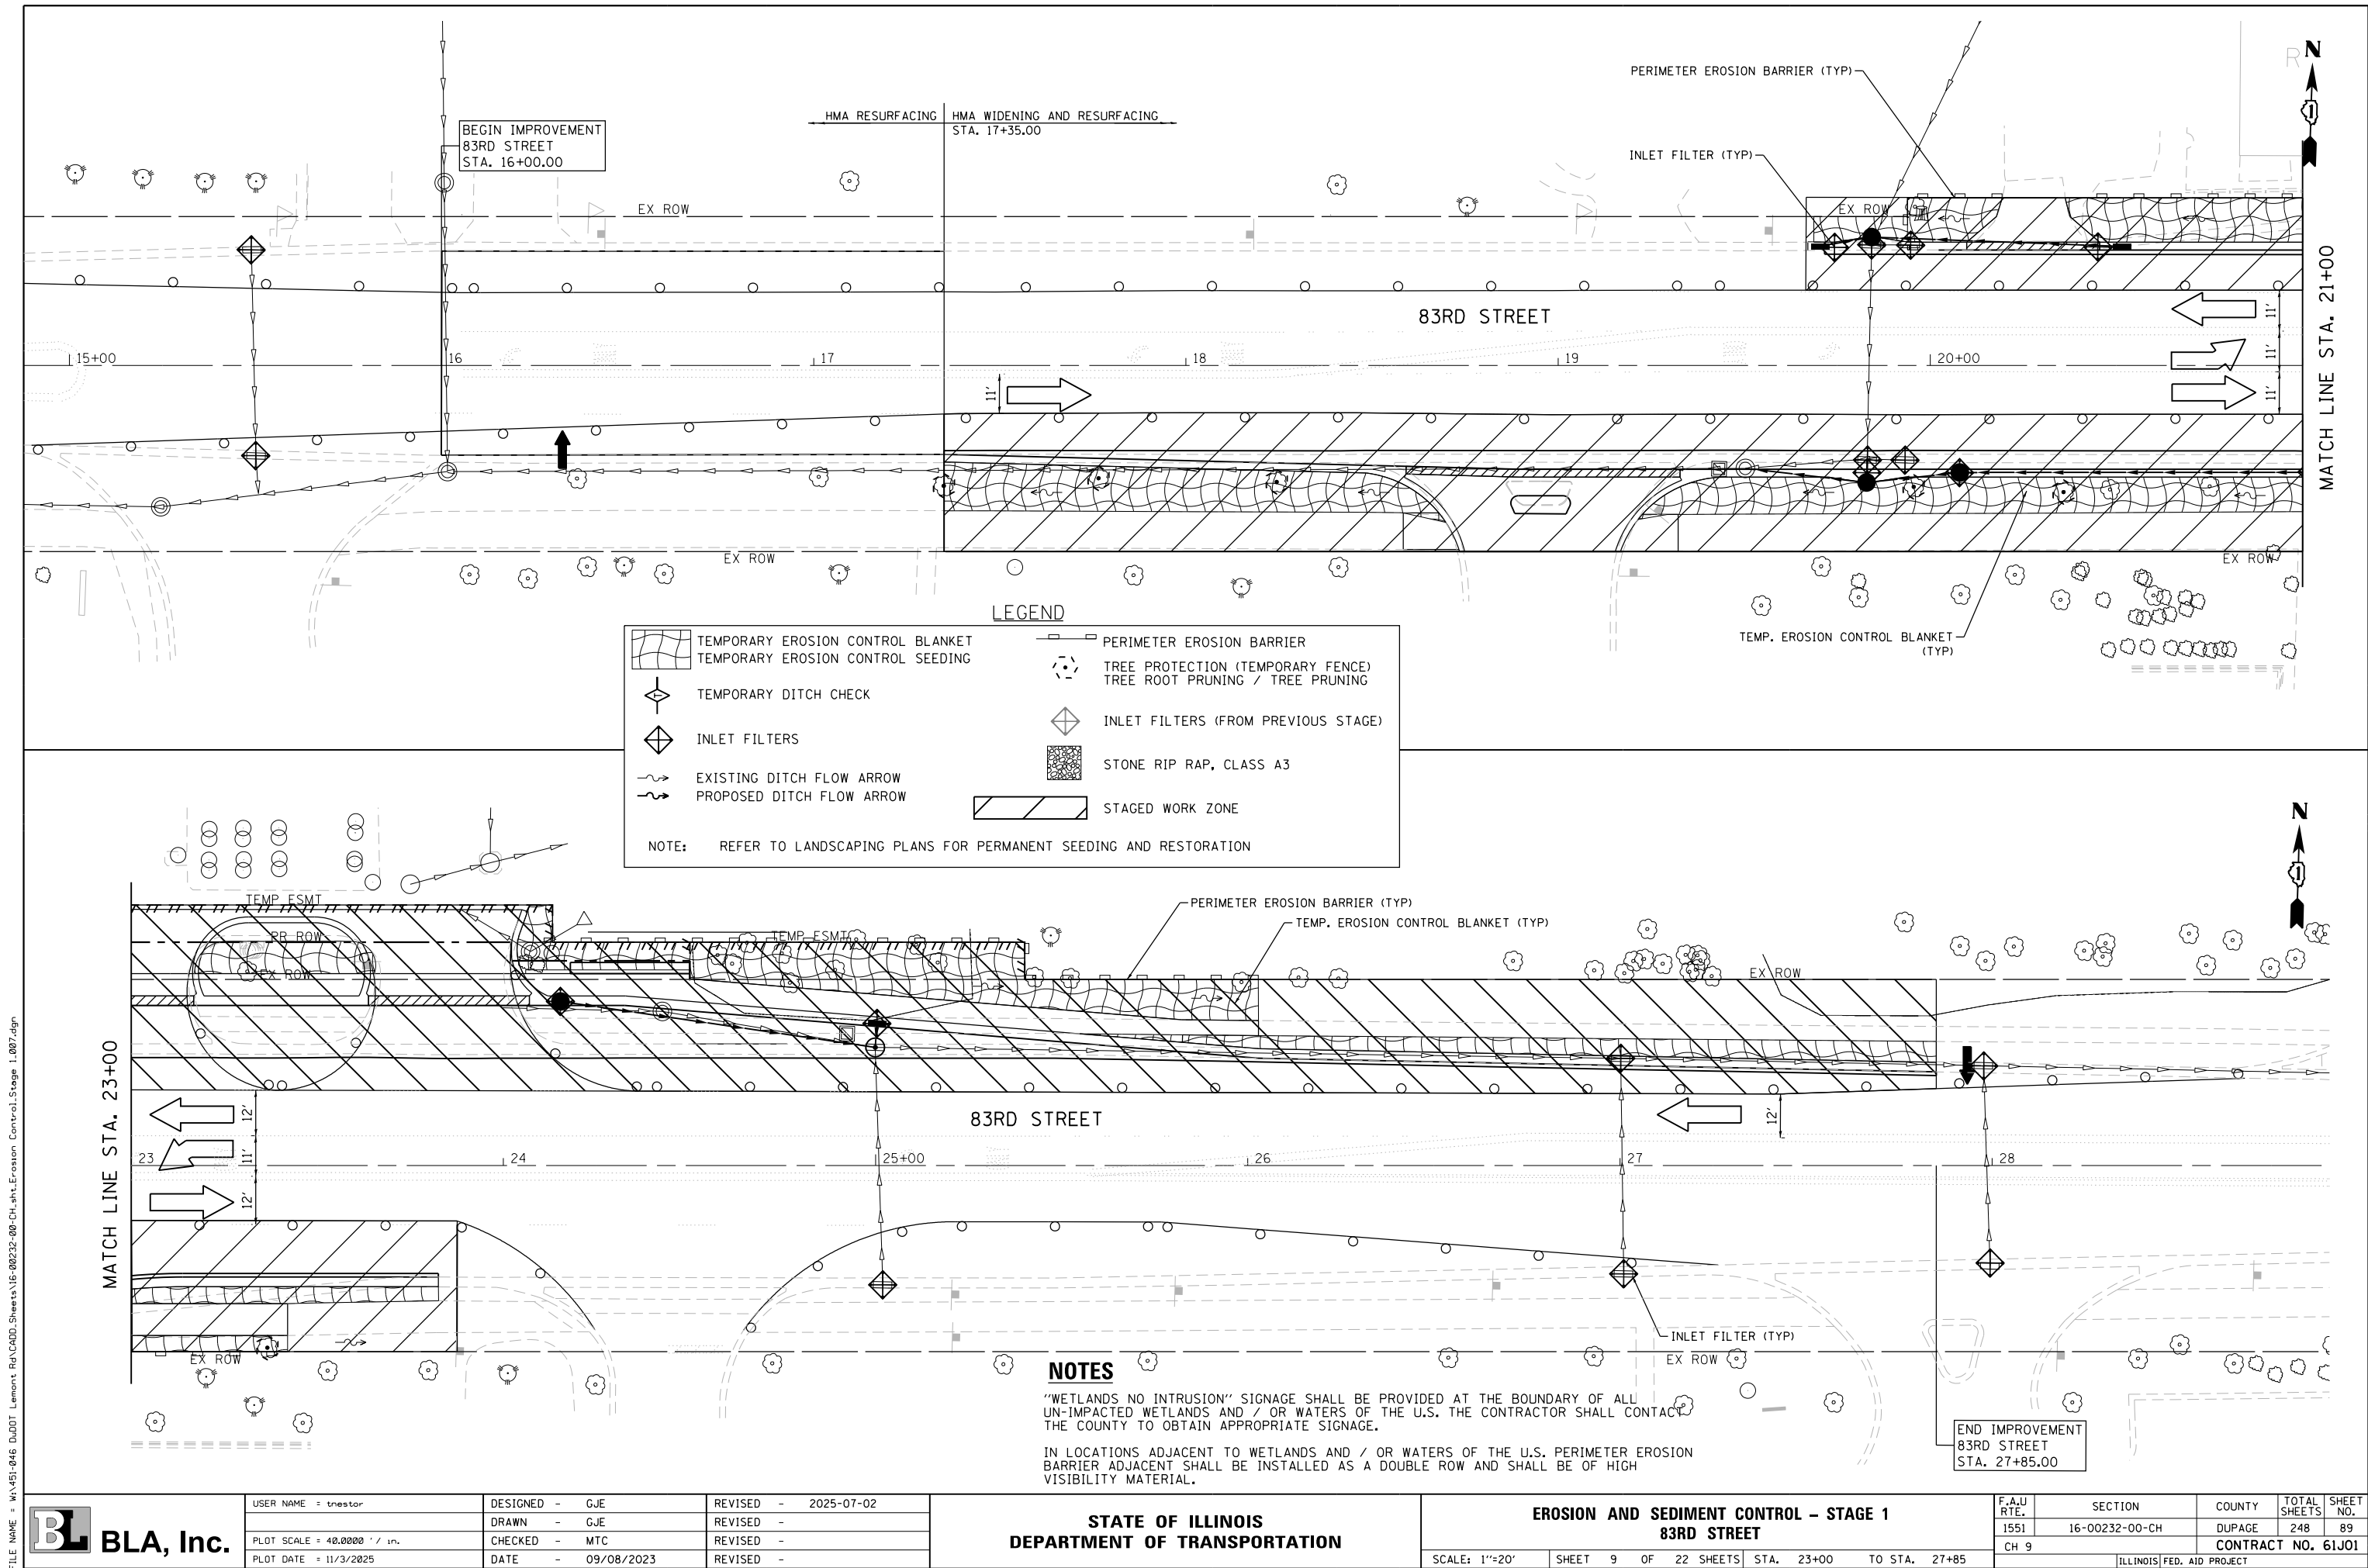 PERIMETER EROSION BARRIER (TYP)
N
R
HMA RESURFACING
HMA WIDENING AND RESURFACING
STA. 17+35.00
BEGIN IMPROVEMENT
83RD STREET
STA. 16+00.00
INLET FILTER (TYP)
EX ROW
EX ROW
83RD STREET
11'
15+00
16
17
18
19
20+00
11'
11'
11'
MATCH LINE STA. 21+00
EX ROW
EX ROW
TEMP. EROSION CONTROL BLANKET
(TYP)
LEGEND
TEMPORARY EROSION CONTROL BLANKET
TEMPORARY EROSION CONTROL SEEDING
TEMPORARY DITCH CHECK
INLET FILTERS
EXISTING DITCH FLOW ARROW
PROPOSED DITCH FLOW ARROW
PERIMETER EROSION BARRIER
TREE PROTECTION (TEMPORARY FENCE)
TREE ROOT PRUNING / TREE PRUNING
INLET FILTERS (FROM PREVIOUS STAGE)
STONE RIP RAP, CLASS A3
STAGED WORK ZONE
NOTE: REFER TO LANDSCAPING PLANS FOR PERMANENT SEEDING AND RESTORATION
N
TEMP ESMT
PERIMETER EROSION BARRIER (TYP)
TEMP. EROSION CONTROL BLANKET (TYP)
PR ROW
TEMP ESMT
EX ROW
EX ROW
MATCH LINE STA. 23+00
12'
11'
12'
83RD STREET
12'
23
24
25+00
26
27
28
INLET FILTER (TYP)
EX ROW
EX ROW
NOTES
"WETLANDS NO INTRUSION" SIGNAGE SHALL BE PROVIDED AT THE BOUNDARY OF ALL
UN-IMPACTED WETLANDS AND / OR WATERS OF THE U.S. THE CONTRACTOR SHALL CONTACT
THE COUNTY TO OBTAIN APPROPRIATE SIGNAGE.
IN LOCATIONS ADJACENT TO WETLANDS AND / OR WATERS OF THE U.S. PERIMETER EROSION
BARRIER ADJACENT SHALL BE INSTALLED AS A DOUBLE ROW AND SHALL BE OF HIGH
VISIBILITY MATERIAL.
END IMPROVEMENT
83RD STREET
STA. 27+85.00
FILE NAME = W:\451-0446 DuDOT Lemont Rd\CADD_Sheets\16-00232-00-CH_sht_Erosion Control_Stage 1_007.dgn
BL BLA, Inc.
USER NAME = tnestor
PLOT SCALE = 40.0000 ' / in.
PLOT DATE = 11/3/2025
DESIGNED - GJE
DRAWN - GJE
CHECKED - MTC
DATE - 09/08/2023
REVISED - 2025-07-02
REVISED -
REVISED -
REVISED -
STATE OF ILLINOIS
DEPARTMENT OF TRANSPORTATION
EROSION AND SEDIMENT CONTROL – STAGE 1
83RD STREET
SCALE: 1"=20'
SHEET 9 OF 22 SHEETS
STA. 23+00 TO STA. 27+85
F.A.U RTE.
SECTION
COUNTY
TOTAL SHEETS
SHEET NO.
1551
16-00232-00-CH
DUPAGE
248
89
CH 9
CONTRACT NO. 61J01
ILLINOIS FED. AID PROJECT